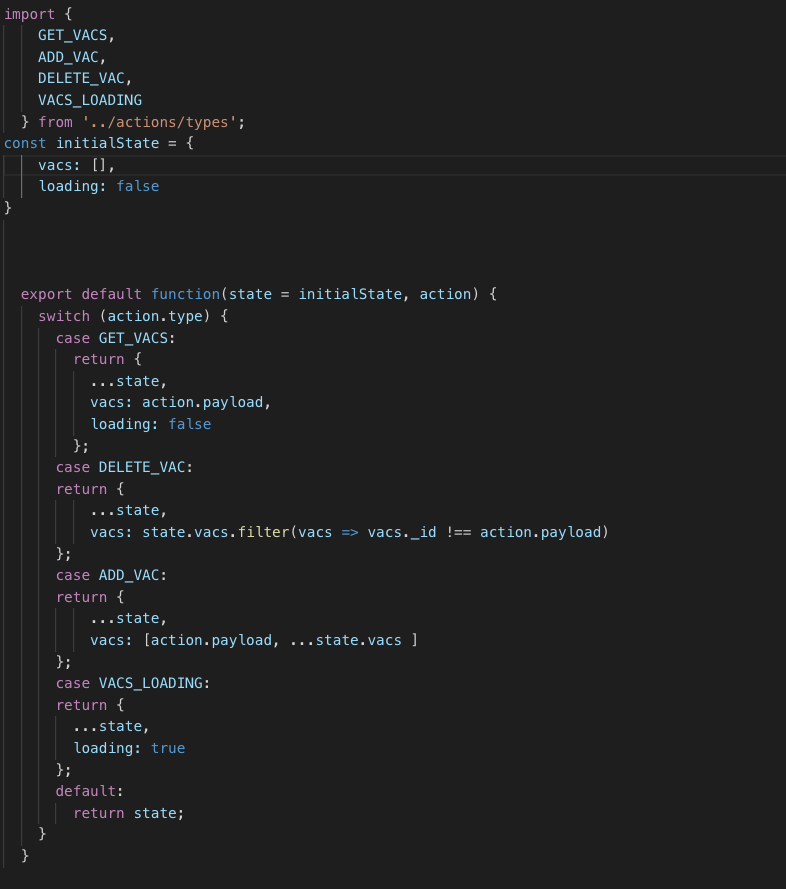 import {
    GET_VACS,
    ADD_VAC,
    DELETE_VAC,
    VACS_LOADING
  } from '../actions/types';
const initialState = {
    vacs: [],
    loading: false
}
  export default function(state = initialState, action) {
    switch (action.type) {
      case GET_VACS:
        return {
          ...state,
          vacs: action.payload,
          loading: false
        };
      case DELETE_VAC:
      return {
          ...state,
          vacs: state.vacs.filter(vacs => vacs._id !== action.payload)
      };
      case ADD_VAC:
      return {
          ...state,
          vacs: [action.payload, ...state.vacs ]
      };
      case VACS_LOADING:
      return {
        ...state,
        loading: true
      };
      default:
        return state;
    }
  }